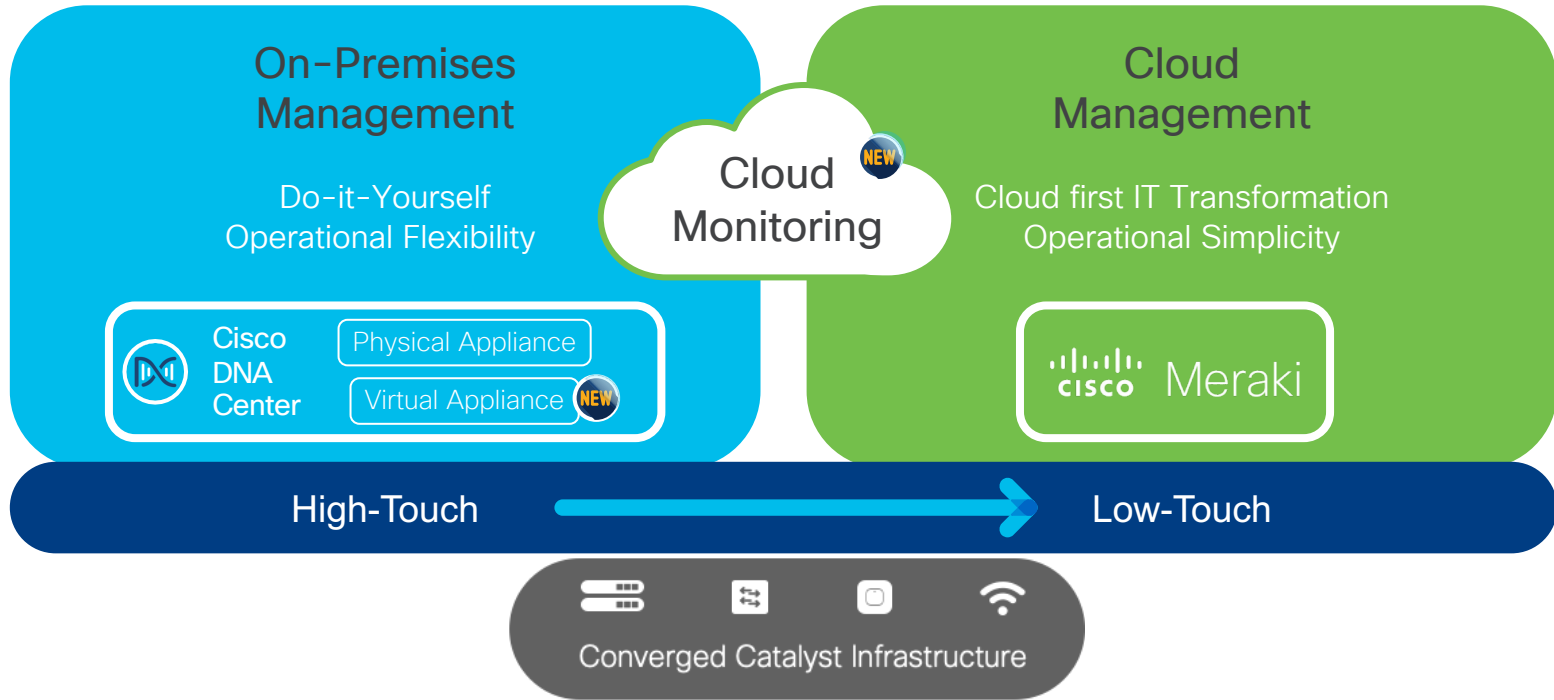 On-Premises
Management
Do-it-Yourself
Operational Flexibility
Cisco
DNA
Center
Physical Appliance
Virtual Appliance
NEW
Cloud
Monitoring
NEW
Cloud
Management
Cloud first IT Transformation
Operational Simplicity
CISCO Meraki
High-Touch
Low-Touch
Converged Catalyst Infrastructure